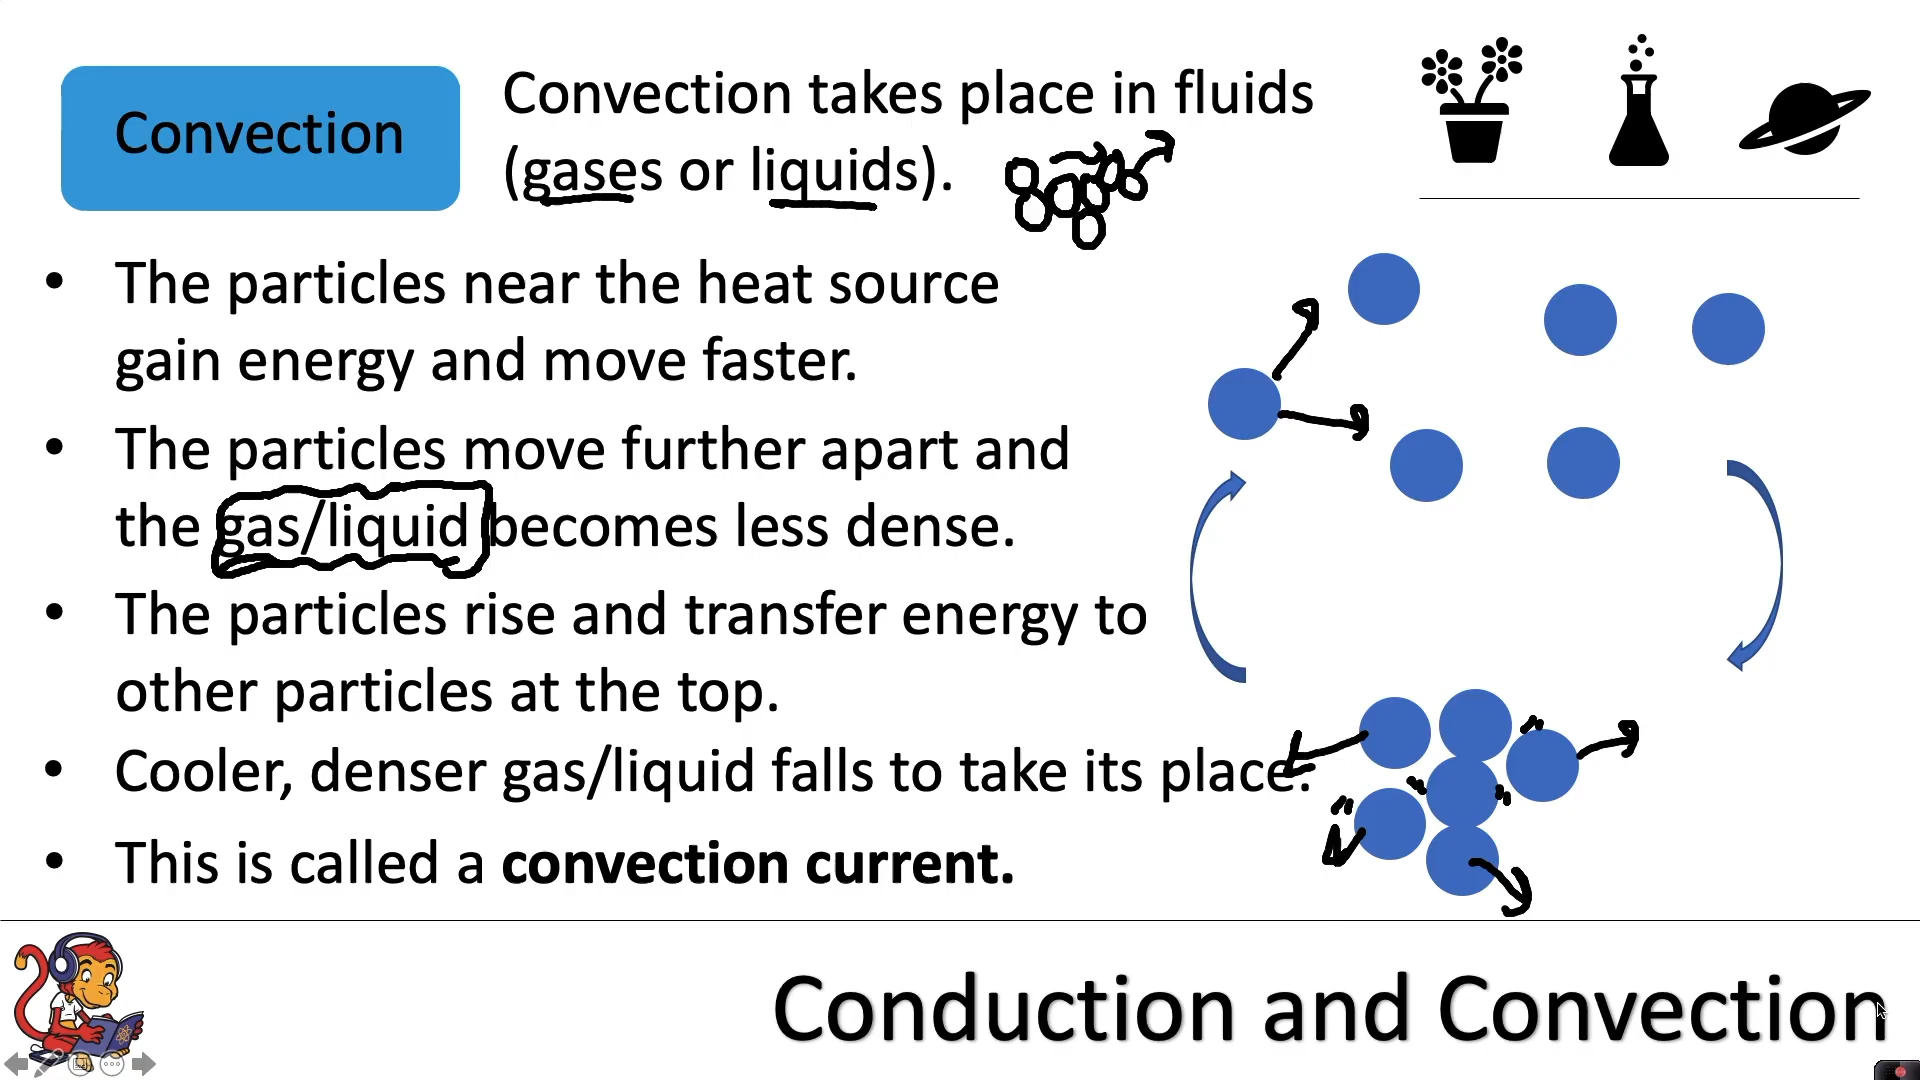 Convection
Convection takes place in fluids
(gases or liquids).
• The particles near the heat source
gain energy and move faster.
• The particles move further apart and
the gas/liquid becomes less dense.
• The particles rise and transfer energy to
other particles at the top.
• Cooler, denser gas/liquid falls to take its place.
• This is called a convection current.
Conduction and Convection